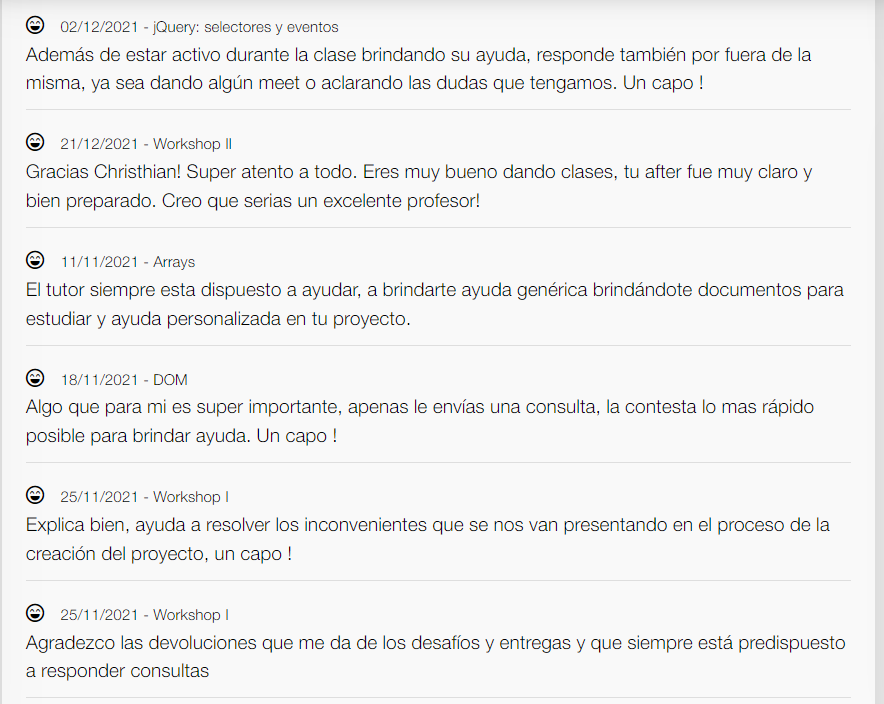 02/12/2021 - jQuery: selectores y eventos
Además de estar activo durante la clase brindando su ayuda, responde también por fuera de la
misma, ya sea dando algún meet o aclarando las dudas que tengamos. Un capo !
21/12/2021 - Workshop II
Gracias Christhian! Super atento a todo. Eres muy bueno dando clases, tu after fue muy claro y
bien preparado. Creo que serias un excelente profesor!
11/11/2021 - Arrays
El tutor siempre esta dispuesto a ayudar, a brindarte ayuda genérica brindándote documentos para
estudiar y ayuda personalizada en tu proyecto.
18/11/2021 - DOM
Algo que para mi es super importante, apenas le envías una consulta, la contesta lo mas rápido
posible para brindar ayuda. Un capo !
25/11/2021 - Workshop I
Explica bien, ayuda a resolver los inconvenientes que se nos van presentando en el proceso de la
creación del proyecto, un capo !
25/11/2021 - Workshop I
Agradezco las devoluciones que me da de los desafíos y entregas y que siempre está predispuesto
a responder consultas